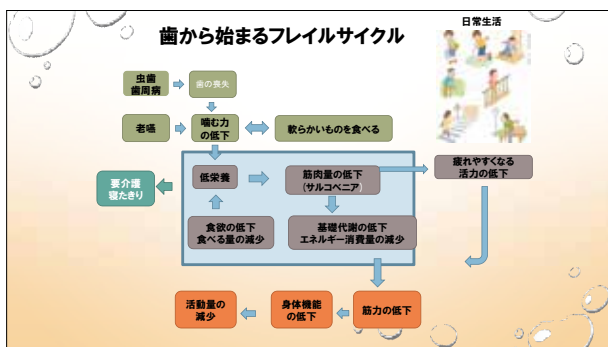 歯から始まるフレイルサイクル
日常生活
虫歯
歯周病
歯の喪失
老嚥
噛む力
の低下
軟らかいものを食べる
疲れやすくなる
活力の低下
要介護
寝たきり
低栄養
筋肉量の低下
(サルコペニア)
食欲の低下
食べる量の減少
基礎代謝の低下
エネルギー消費量の減少
活動量の
減少
身体機能
の低下
筋力の低下